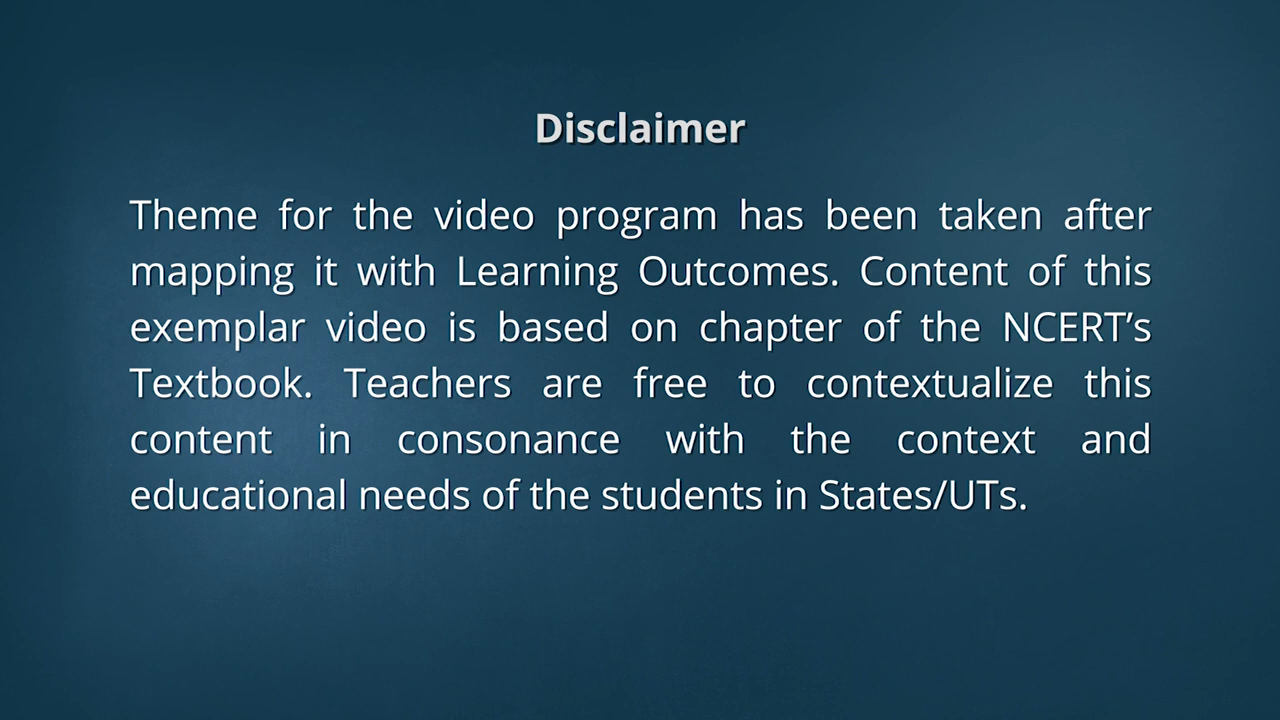 Disclaimer
Theme for the video program has been taken after
mapping it with Learning Outcomes. Content of this
exemplar video is based on chapter of the NCERT’s
Textbook. Teachers are free to contextualize this
content in consonance with the context and
educational needs of the students in States/UTs.